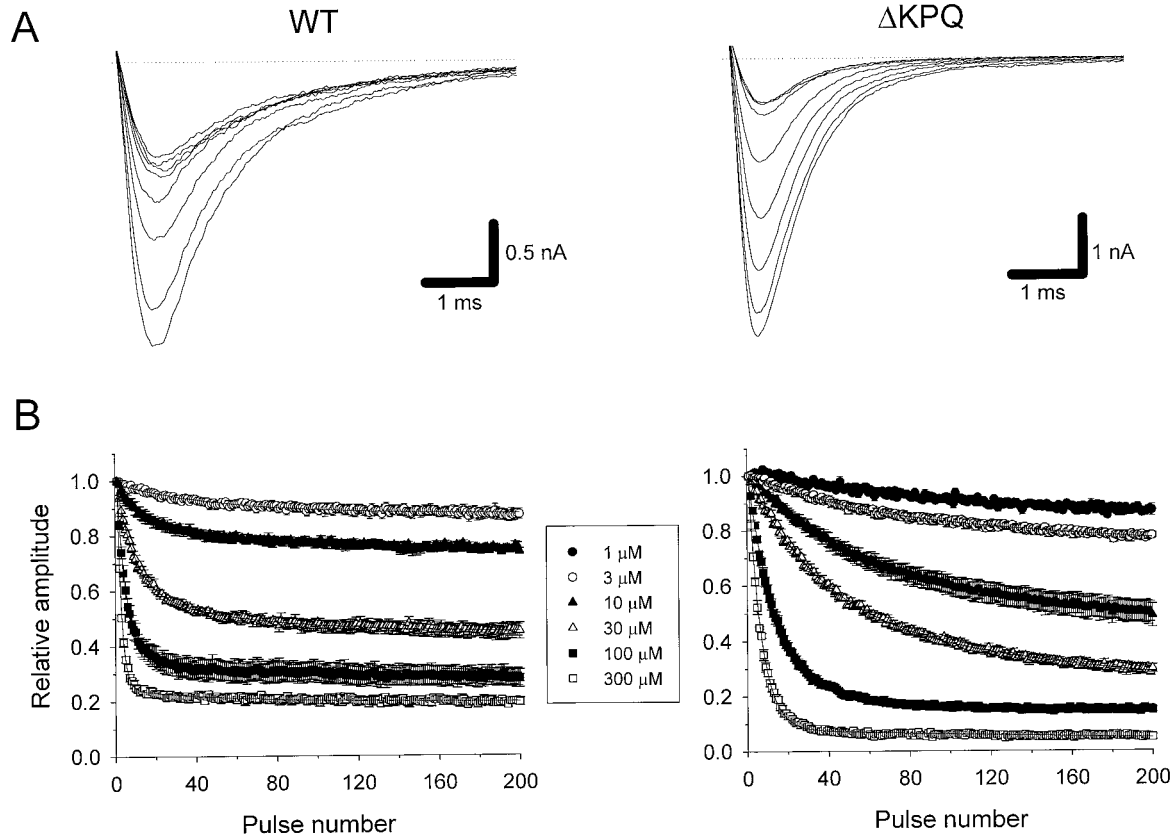 A
WT
ΔKPQ
0.5 nA
1 ms
1 nA
1 ms
B
Relative amplitude
1.0
0.8
0.6
0.4
0.2
0.0
0
40
80
120
160
200
Pulse number
1 μM
3 μM
10 μM
30 μM
100 μM
300 μM
1.0
0.8
0.6
0.4
0.2
0.0
0
40
80
120
160
200
Pulse number